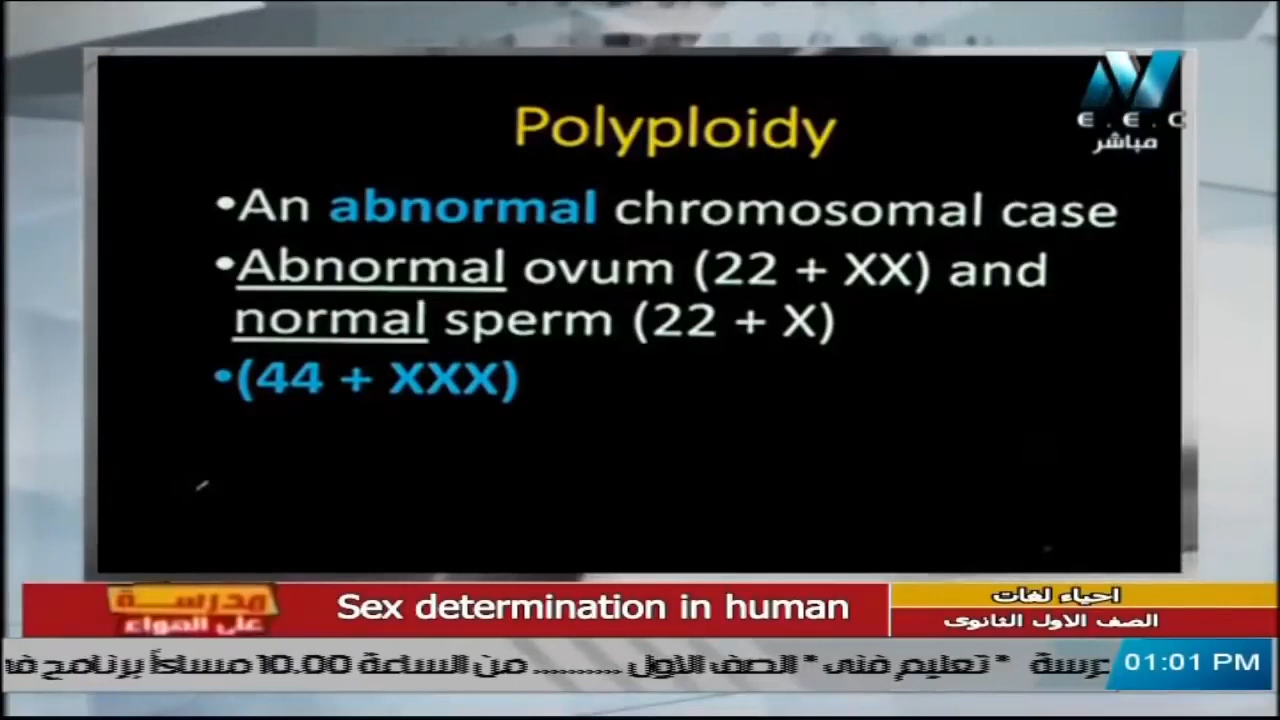 Polyploidy
E.E.C
مباشر
•An abnormal chromosomal case
•Abnormal ovum (22 + XX) and
normal sperm (22 + X)
•(44 + XXX)
مدرسة
على الهواء
Sex determination in human
احياء لغات
الصف الاول الثانوى
رسة * تعليم فنى * الصف الاول .......... من الساعة 10.00 مساءاً برنامج
01:01 PM